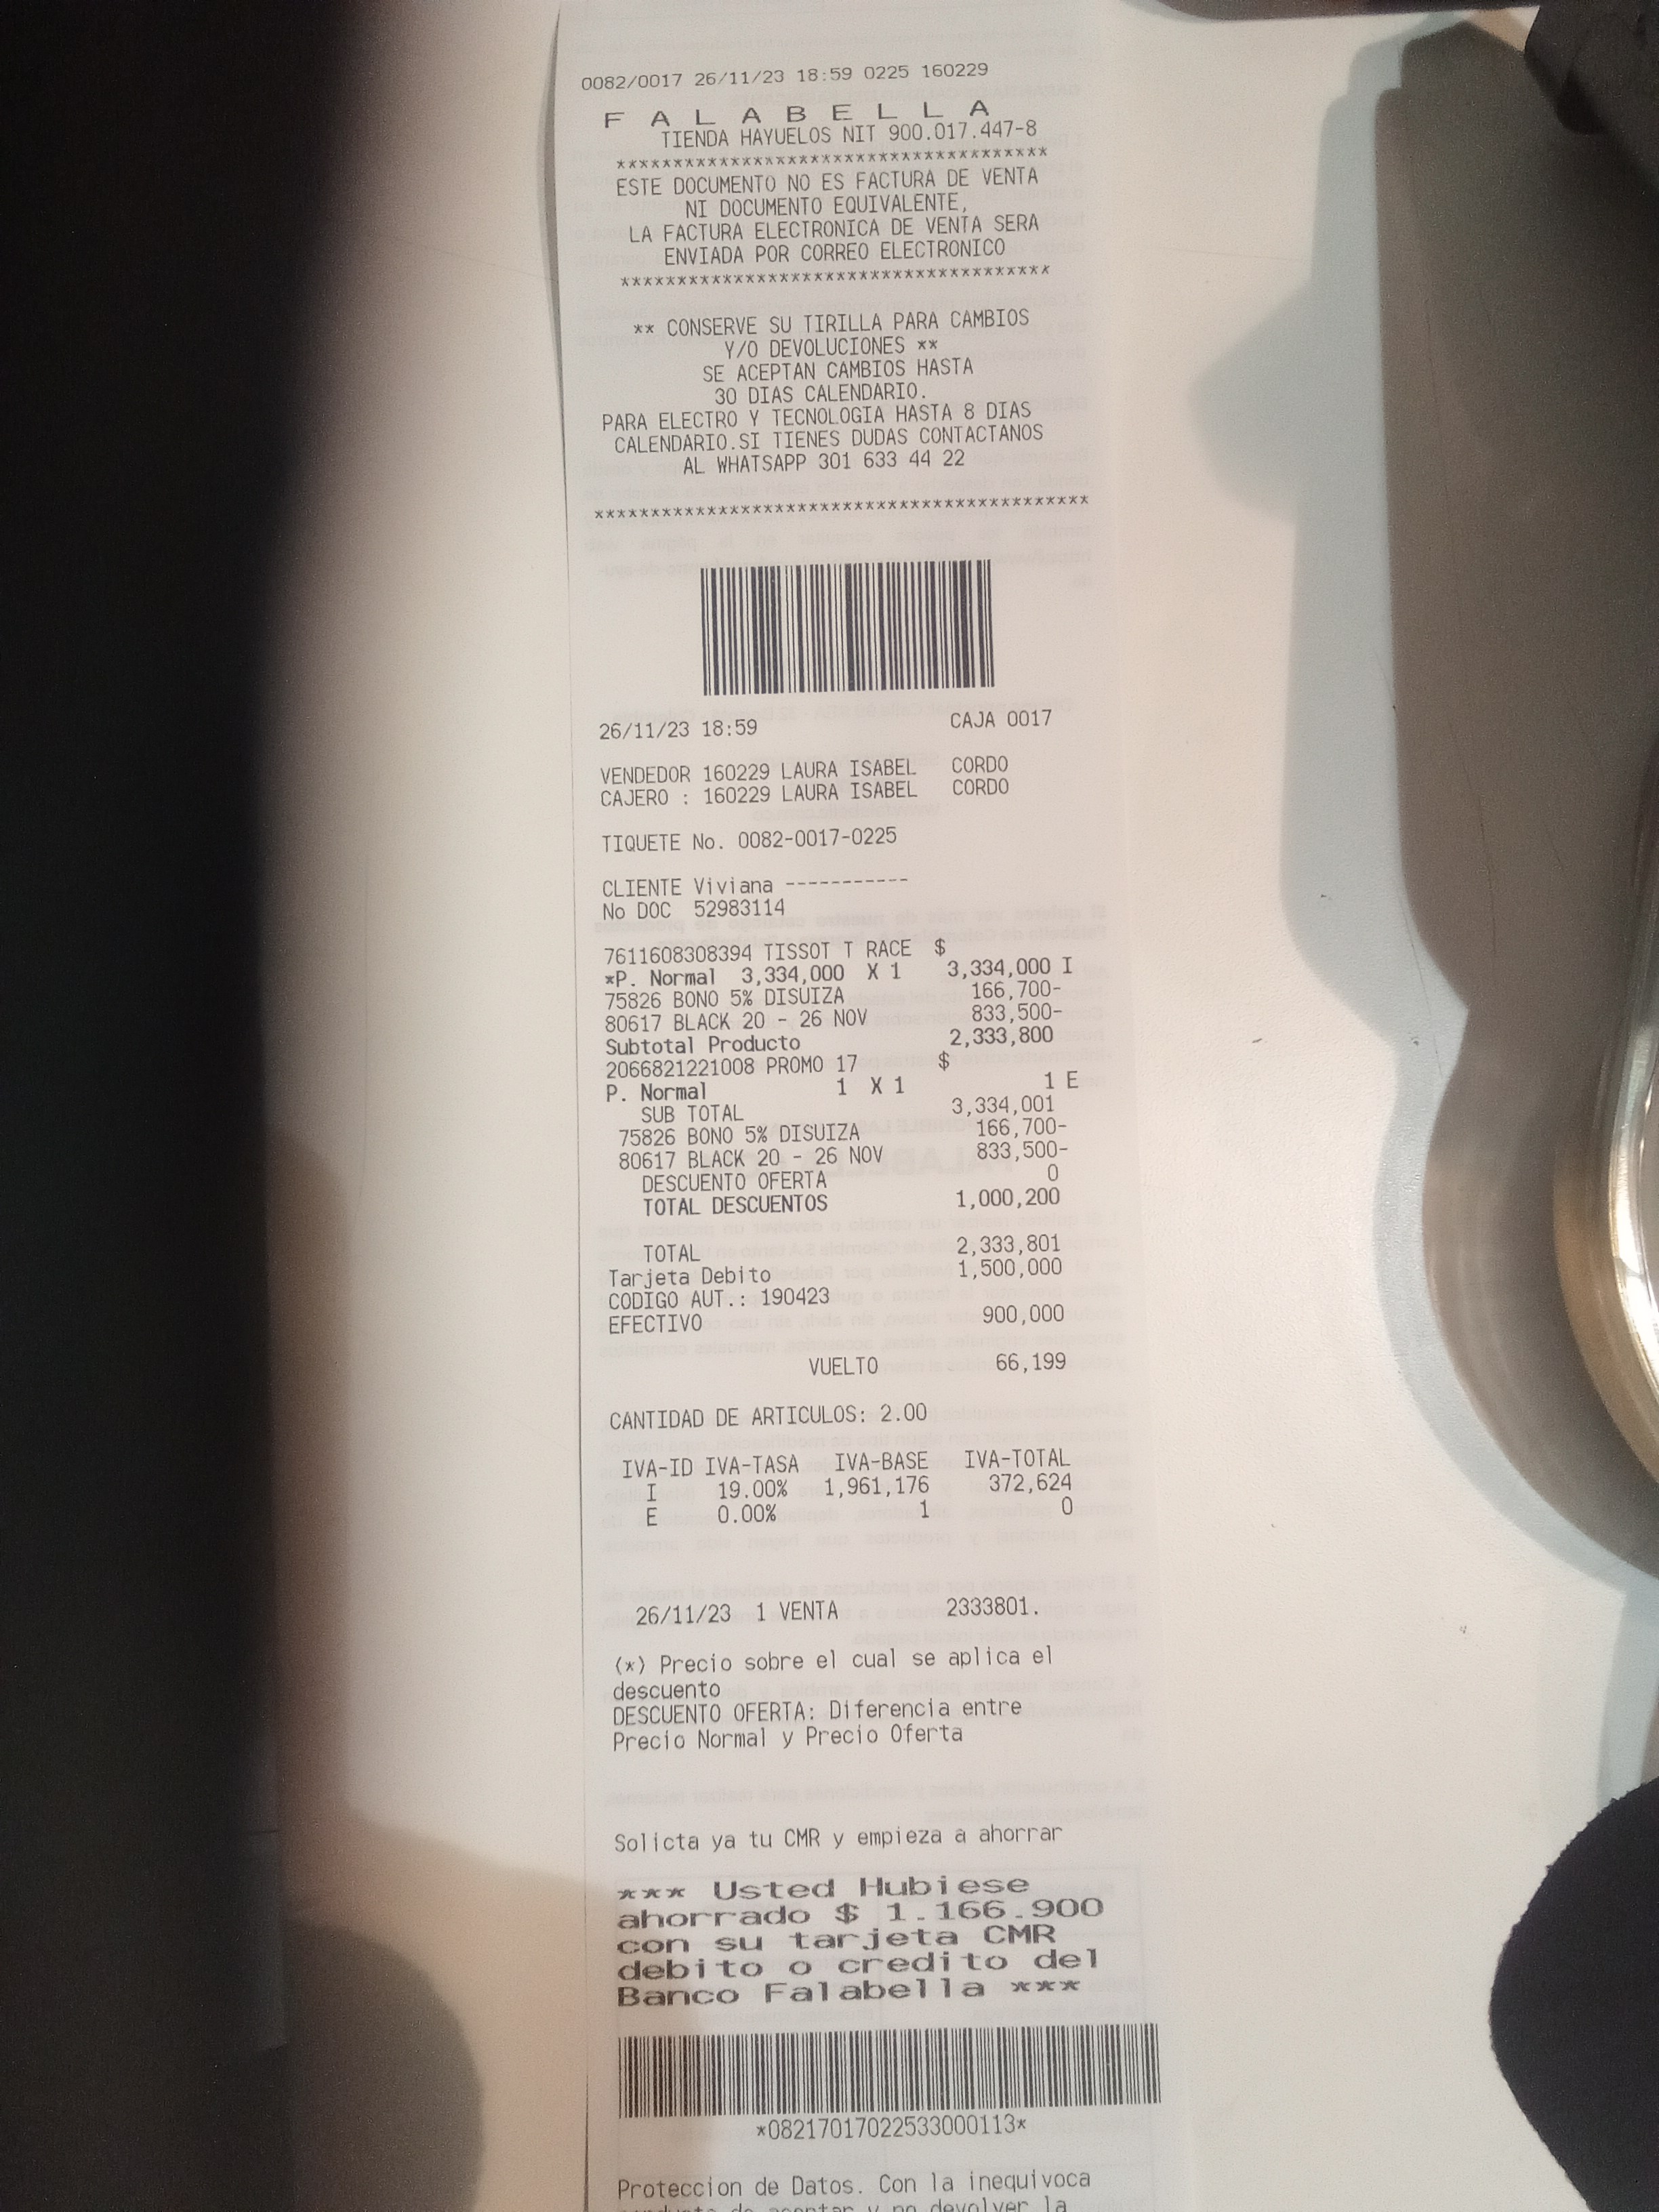 0082/0017 26/11/23 18:59 0225 160229
F A L A B E L L A
TIENDA HAYUELOS NIT 900.017.447-8
**************************************
ESTE DOCUMENTO NO ES FACTURA DE VENTA
NI DOCUMENTO EQUIVALENTE,
LA FACTURA ELECTRONICA DE VENTA SERA
ENVIADA POR CORREO ELECTRONICO
**************************************
** CONSERVE SU TIRILLA PARA CAMBIOS
Y/O DEVOLUCIONES **
SE ACEPTAN CAMBIOS HASTA
30 DIAS CALENDARIO.
PARA ELECTRO Y TECNOLOGIA HASTA 8 DIAS
CALENDARIO.SI TIENES DUDAS CONTACTANOS
AL WHATSAPP 301 633 44 22
********************************************
26/11/23 18:59 CAJA 0017
VENDEDOR 160229 LAURA ISABEL CORDO
CAJERO : 160229 LAURA ISABEL CORDO
TIQUETE No. 0082-0017-0225
CLIENTE Viviana -----------
No DOC 52983114
7611608308394 TISSOT T RACE $
*P. Normal 3,334,000 X 1 3,334,000 I
75826 BONO 5% DISUIZA 166,700-
80617 BLACK 20 - 26 NOV 833,500-
Subtotal Producto 2,333,800
2066821221008 PROMO 17 $
P. Normal 1 X 1 1 E
SUB TOTAL 3,334,001
75826 BONO 5% DISUIZA 166,700-
80617 BLACK 20 - 26 NOV 833,500-
DESCUENTO OFERTA 0
TOTAL DESCUENTOS 1,000,200
TOTAL 2,333,801
Tarjeta Debito 1,500,000
CODIGO AUT.: 190423
EFECTIVO 900,000
VUELTO 66,199
CANTIDAD DE ARTICULOS: 2.00
IVA-ID IVA-TASA IVA-BASE IVA-TOTAL
I 19.00% 1,961,176 372,624
E 0.00% 1 0
26/11/23 1 VENTA 2333801.
(*) Precio sobre el cual se aplica el
descuento
DESCUENTO OFERTA: Diferencia entre
Precio Normal y Precio Oferta
Solicta ya tu CMR y empieza a ahorrar
*** Usted Hubiese
ahorrado $ 1.166.900
con su tarjeta CMR
debito o credito del
Banco Falabella ***
*08217017022533000113*
Proteccion de Datos. Con la inequivoca
de aceptar y no devolver la